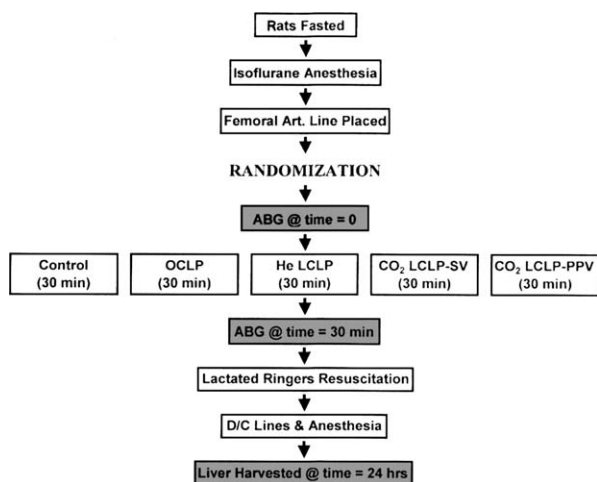 Rats Fasted
Isoflurane Anesthesia
Femoral Art. Line Placed
RANDOMIZATION
ABG @ time = 0
Control
(30 min)
OCLP
(30 min)
He LCLP
(30 min)
CO₂ LCLP-SV
(30 min)
CO₂ LCLP-PPV
(30 min)
ABG @ time = 30 min
Lactated Ringers Resuscitation
D/C Lines & Anesthesia
Liver Harvested @ time = 24 hrs